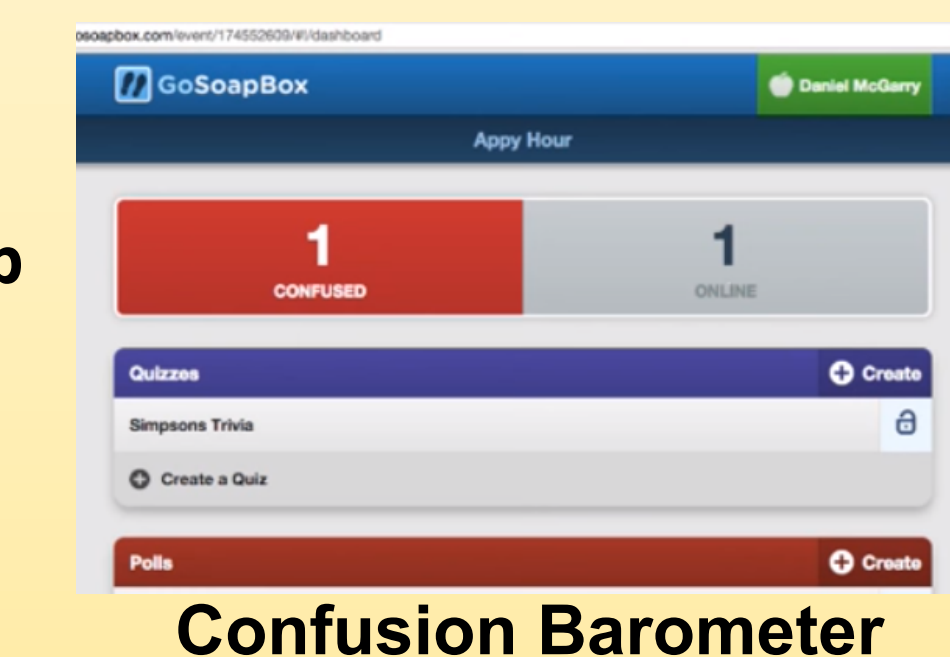 osoapbox.com/event/174552609/#!/dashboard
GoSoapBox
Daniel McGarry
Appy Hour
p
1
1
CONFUSED
ONLINE
Quizzes
Create
Simpsons Trivia
Create a Quiz
Polls
Create
Confusion Barometer